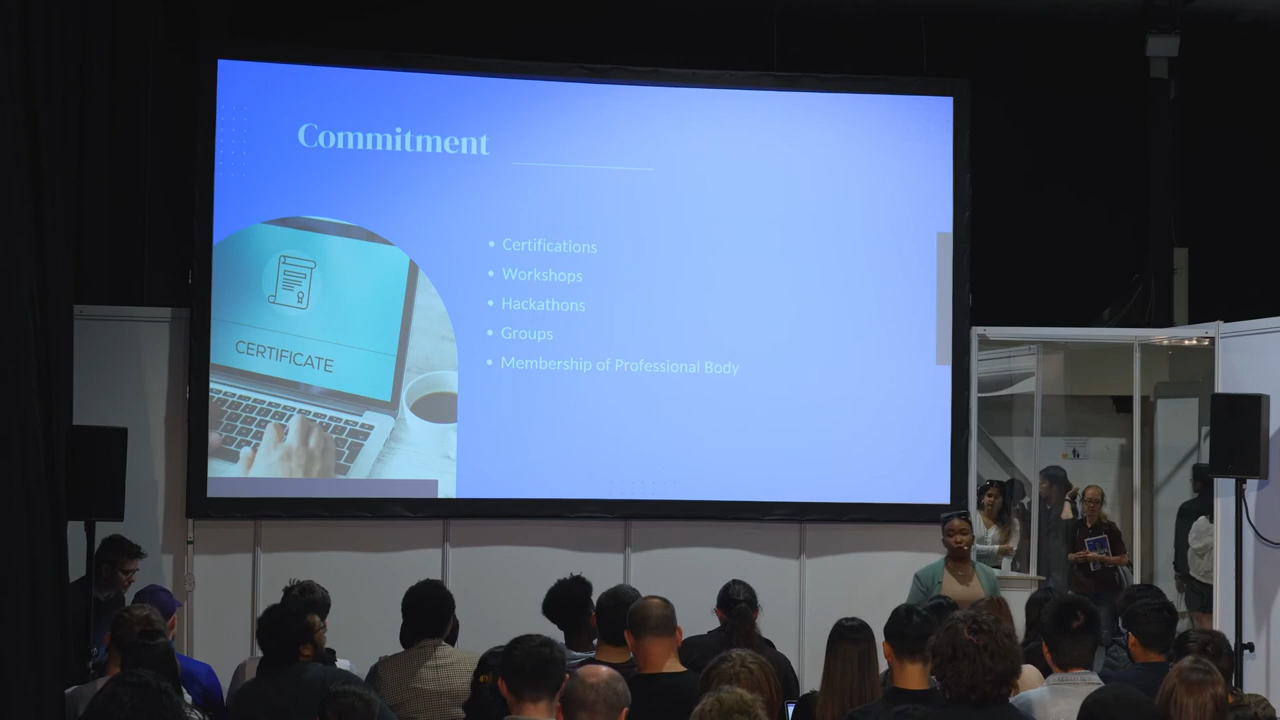 Commitment
• Certifications
• Workshops
• Hackathons
• Groups
• Membership of Professional Body
CERTIFICATE